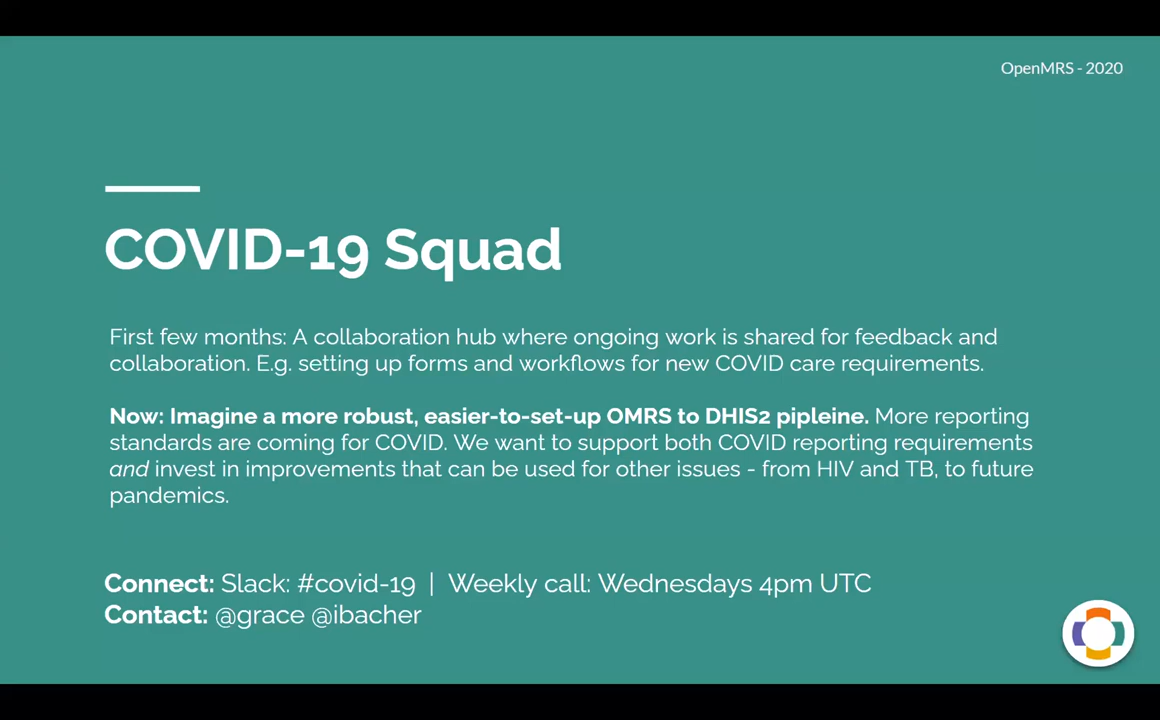 OpenMRS - 2020
COVID-19 Squad
First few months: A collaboration hub where ongoing work is shared for feedback and
collaboration. E.g. setting up forms and workflows for new COVID care requirements.
Now: Imagine a more robust, easier-to-set-up OMRS to DHIS2 pipleine. More reporting
standards are coming for COVID. We want to support both COVID reporting requirements
and invest in improvements that can be used for other issues - from HIV and TB, to future
pandemics.
Connect: Slack: #covid-19 | Weekly call: Wednesdays 4pm UTC
Contact: @grace @ibacher